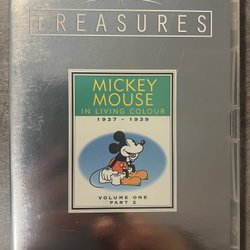 TREASURES
MICKEY
MOUSE
IN LIVING COLOUR
1937 - 1939
VOLUME ONE
PART 2